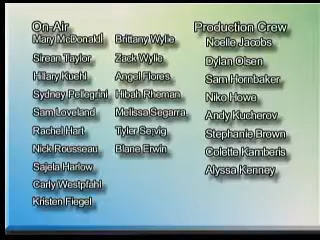 On-Air
Mary McDonald
Sirean Taylor
Hillary Kuehl
Sydney Pellegrini
Sam Loveland
Rachel Hart
Nick Rousseau
Sajela Harlow
Carly Westpfahl
Kristen Fiegel
Brittany Wylie
Zack Wylie
Angel Flores
Hibah Rheman
Melissa Segarra
Tyler Servig
Blane Erwin
Production Crew
Noelle Jacobs
Dylan Olsen
Sam Hornbaker
Niko Howe
Andy Kucherov
Stephanie Brown
Colette Kamberis
Alyssa Kenney